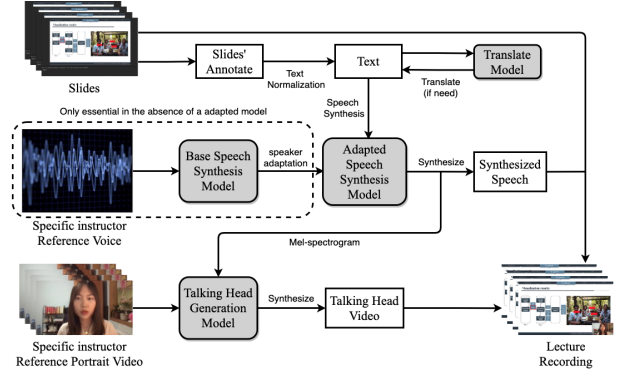 Slides'
Annotate
Text
Normalization
Text
Translate
Model
Translate
(if need)
Slides
Speech
Synthesis
Only essential in the absence of a adapted model
Base Speech
Synthesis
Model
speaker
adaptation
Adapted
Speech
Synthesis
Model
Synthesize
Synthesized
Speech
Specific instructor
Reference Voice
Mel-spectrogram
Talking Head
Generation
Model
Synthesize
Talking Head
Video
Specific instructor
Reference Portrait Video
Lecture
Recording